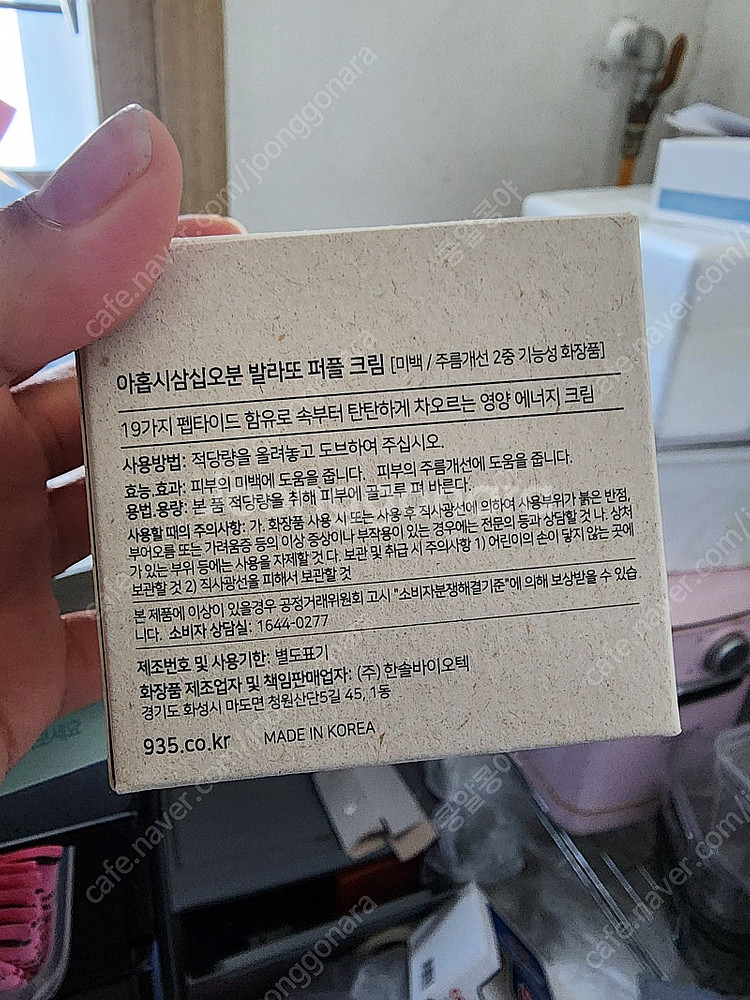 아홉시삼십오분 발라또 퍼플 크림 [미백 / 주름개선 2중 기능성 화장품]
19가지 펩타이드 함유로 속부터 탄탄하게 차오르는 영양 에너지 크림
사용방법: 적당량을 올려놓고 도브하여 주십시오.
효능.효과: 피부의 미백에 도움을 줍니다. 피부의 주름개선에 도움을 줍니다.
용법.용량: 본 품 적당량을 취해 피부에 골고루 펴 바른다.
사용할 때의 주의사항: 가. 화장품 사용 시 또는 사용 후 직사광선에 의하여 사용부위가 붉은 반점,
부어오름 또는 가려움증 등의 이상 증상이나 부작용이 있는 경우에는 전문의 등과 상담할 것 나. 상처
가 있는 부위 등에는 사용을 자제할 것 다. 보관 및 취급 시 주의사항 1) 어린이의 손이 닿지 않는 곳에
보관할 것 2) 직사광선을 피해서 보관할 것
본 제품에 이상이 있을경우 공정거래위원회 고시 "소비자분쟁해결기준"에 의해 보상받을 수 있습
니다. 소비자 상담실: 1644-0277
제조번호 및 사용기한: 별도표기
화장품 제조업자 및 책임판매업자: (주) 한솔바이오텍
경기도 화성시 마도면 청원산단5길 45, 1동
935.co.kr MADE IN KOREA
cafe.naver.com/joonggonara
동알콩야
cafe.naver.com/joonggonara
동알콩야